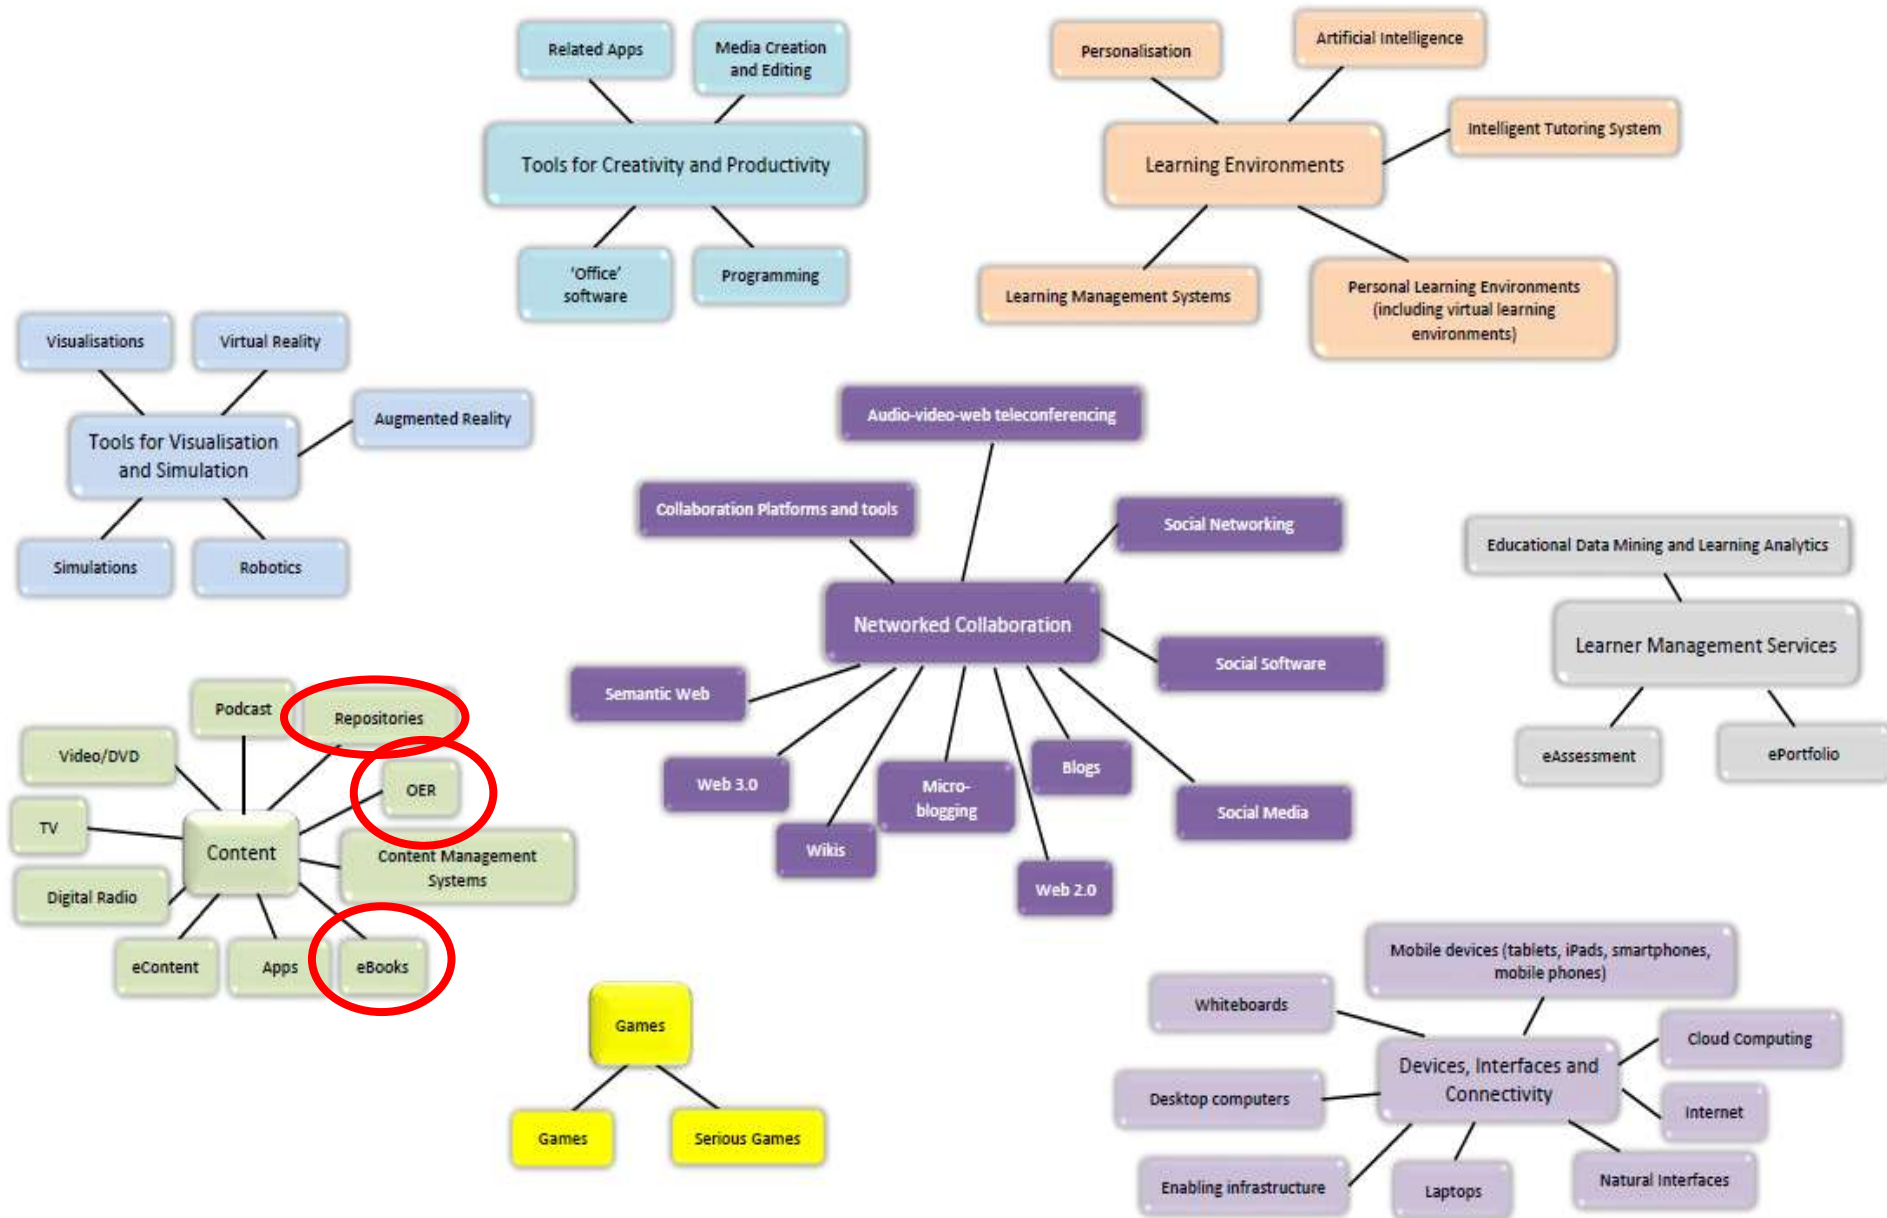 Related Apps
Media Creation
and Editing
Tools for Creativity and Productivity
'Office'
software
Programming
Personalisation
Artificial Intelligence
Intelligent Tutoring System
Learning Environments
Learning Management Systems
Personal Learning Environments
(including virtual learning
environments)
Visualisations
Virtual Reality
Augmented Reality
Tools for Visualisation
and Simulation
Simulations
Robotics
Audio-video-web teleconferencing
Collaboration Platforms and tools
Social Networking
Networked Collaboration
Social Software
Semantic Web
Web 3.0
Wikis
Micro-
blogging
Blogs
Web 2.0
Social Media
Educational Data Mining and Learning Analytics
Learner Management Services
eAssessment
ePortfolio
Podcast
Repositories
Video/DVD
OER
TV
Content
Content Management
Systems
Digital Radio
eContent
Apps
eBooks
Games
Games
Serious Games
Mobile devices (tablets, iPads, smartphones,
mobile phones)
Whiteboards
Cloud Computing
Devices, Interfaces and
Connectivity
Desktop computers
Internet
Enabling infrastructure
Laptops
Natural Interfaces